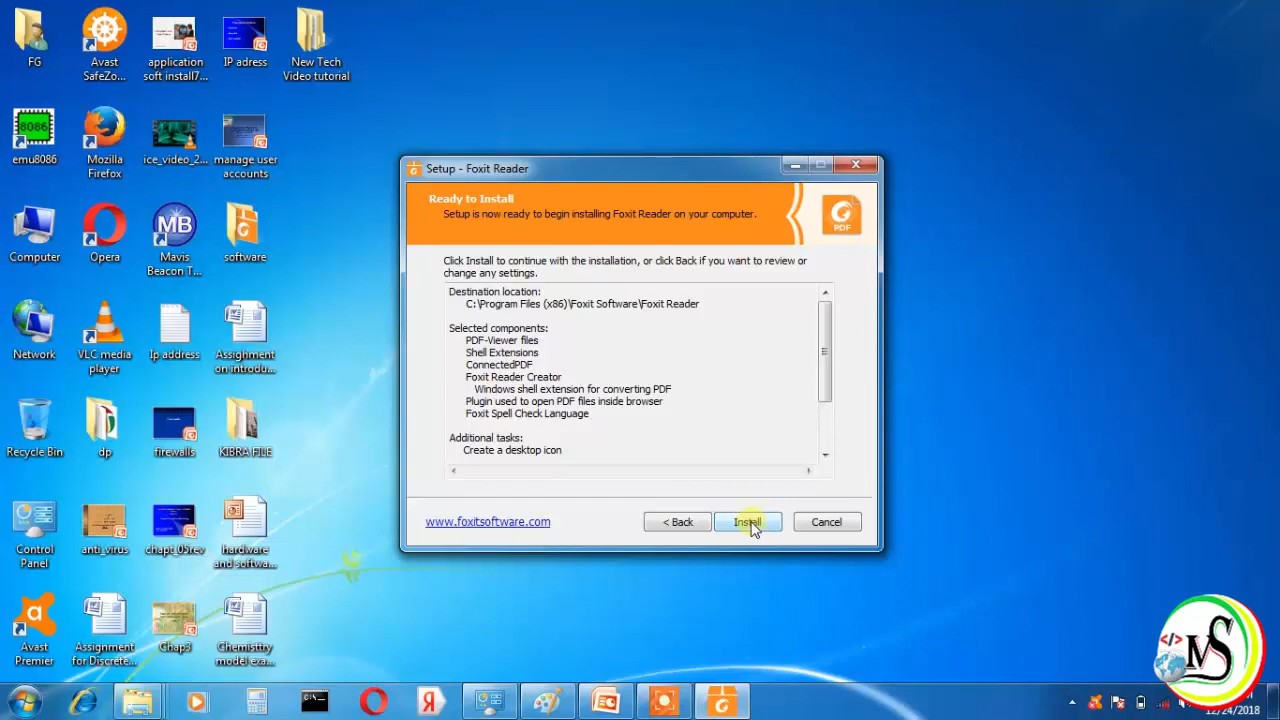 FG
Avast
SafeZo...
application
soft install7...
IP adress
New Tech
Video tutorial
8086
emu8086
Mozilla
Firefox
ice_video_2...
manage user
accounts
Computer
Opera
MB
Mavis
Beacon T...
software
Network
VLC media
player
Ip address
Assighment
on introdu...
Recycle Bin
dp
firewalls
KIBRA FILE
Control
Panel
anti_virus
chapt_05rev
hardware
and softwa...
Avast
Premier
Assignment
for Discrete...
Chap3
Chemisttry
model exa...
Setup - Foxit Reader
Ready to Install
Setup is now ready to begin installing Foxit Reader on your computer.
PDF
Click Install to continue with the installation, or click Back if you want to review or
change any settings.
Destination location:
C:\Program Files (x86)\Foxit Software\Foxit Reader
Selected components:
PDF-Viewer files
Shell Extensions
ConnectedPDF
Foxit Reader Creator
Windows shell extension for converting PDF
Plugin used to open PDF files inside browser
Foxit Spell Check Language
Additional tasks:
Create a desktop icon
www.foxitsoftware.com
< Back
Install
Cancel
</>
MS
12/24/2018